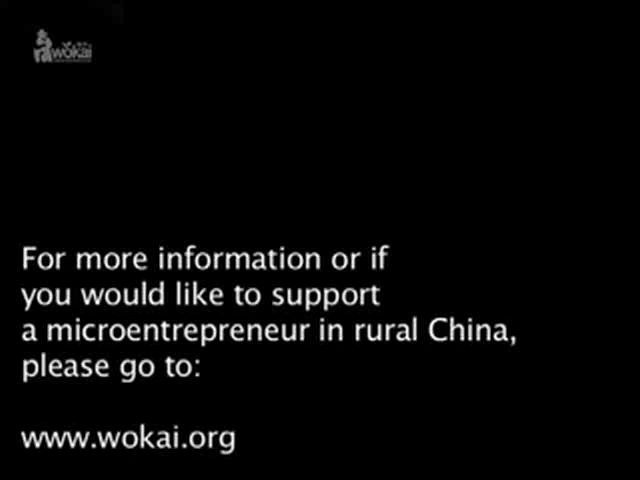 wokai
For more information or if
you would like to support
a microentrepreneur in rural China,
please go to:
www.wokai.org